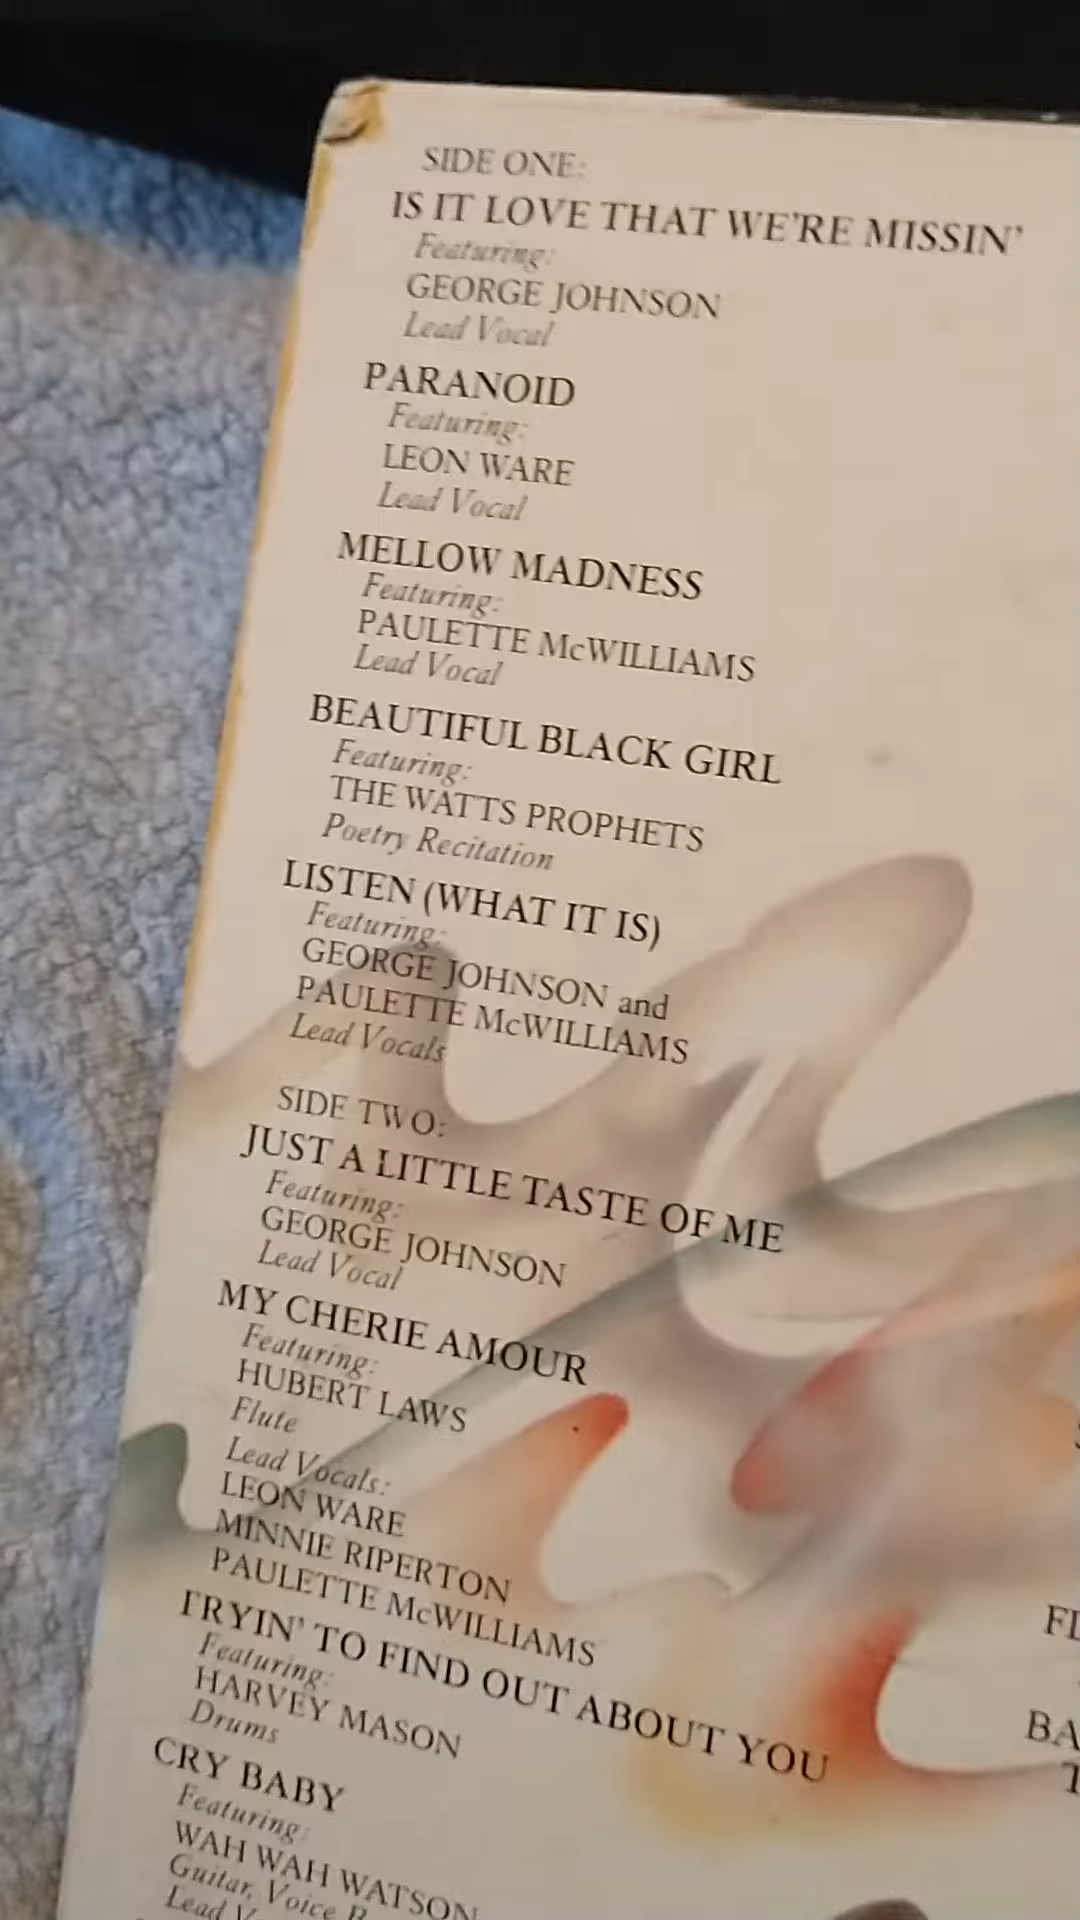 SIDE ONE:
IS IT LOVE THAT WE'RE MISSIN'
Featuring:
GEORGE JOHNSON
Lead Vocal
PARANOID
Featuring:
LEON WARE
Lead Vocal
MELLOW MADNESS
Featuring:
PAULETTE McWILLIAMS
Lead Vocal
BEAUTIFUL BLACK GIRL
Featuring:
THE WATTS PROPHETS
Poetry Recitation
LISTEN (WHAT IT IS)
Featuring:
GEORGE JOHNSON and
PAULETTE McWILLIAMS
Lead Vocals
SIDE TWO:
JUST A LITTLE TASTE OF ME
Featuring:
GEORGE JOHNSON
Lead Vocal
MY CHERIE AMOUR
Featuring:
HUBERT LAWS
Flute
Lead Vocals:
LEON WARE
MINNIE RIPERTON
PAULETTE McWILLIAMS
TRYIN' TO FIND OUT ABOUT YOU
Featuring:
HARVEY MASON
Drums
CRY BABY
Featuring:
WAH WAH WATSON
Guitar, Voice
Lead